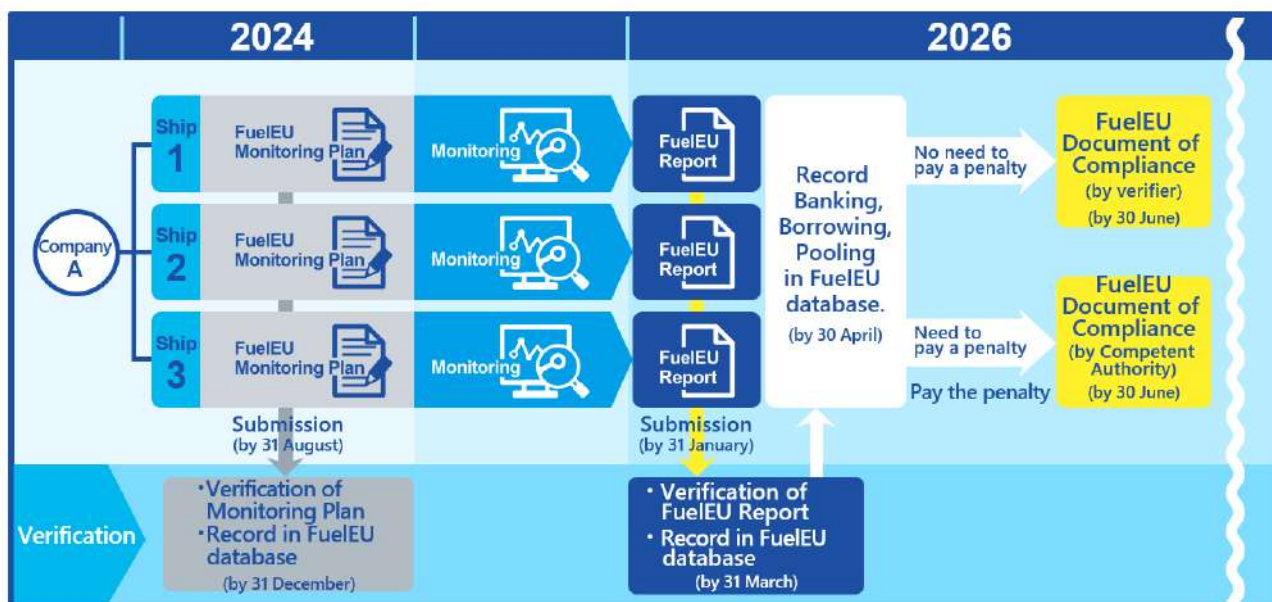 2024
2026
Company
A
Ship
1
FuelEU
Monitoring Plan
Monitoring
FuelEU
Report
Ship
2
FuelEU
Monitoring Plan
Monitoring
FuelEU
Report
Ship
3
FuelEU
Monitoring Plan
Monitoring
FuelEU
Report
Submission
(by 31 August)
Submission
(by 31 January)
Record
Banking,
Borrowing,
Pooling
in FuelEU
database.
(by 30 April)
No need to
pay a penalty
FuelEU
Document of
Compliance
(by verifier)
(by 30 June)
Need to
pay a penalty
Pay the penalty
FuelEU
Document of
Compliance
(by Competent
Authority)
(by 30 June)
Verification
・Verification of
Monitoring Plan
・Record in FuelEU
database
(by 31 December)
・ Verification of
FuelEU Report
・ Record in FuelEU
database
(by 31 March)